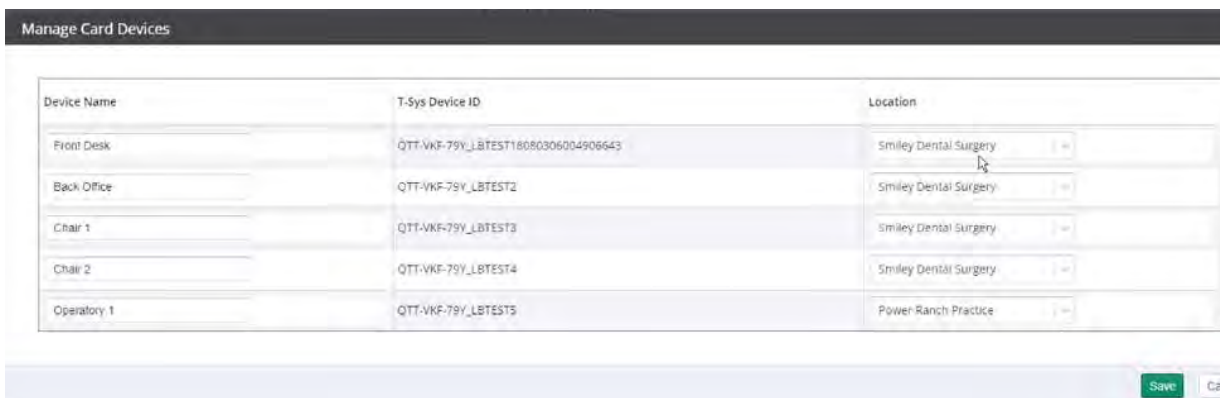 Manage Card Devices
Device Name T-Sys Device ID Location
Front Desk QTT-VKF-79Y_LBTEST18080306004906643 Smiley Dental Surgery
Back Office QTT-VKF-79Y_LBTEST2 Smiley Dental Surgery
Chair 1 QTT-VKF-79Y_LBTEST3 Smiley Dental Surgery
Chair 2 QTT-VKF-79Y_LBTEST4 Smiley Dental Surgery
Operatory 1 QTT-VKF-79Y_LBTEST5 Power Ranch Practice
Save Ca